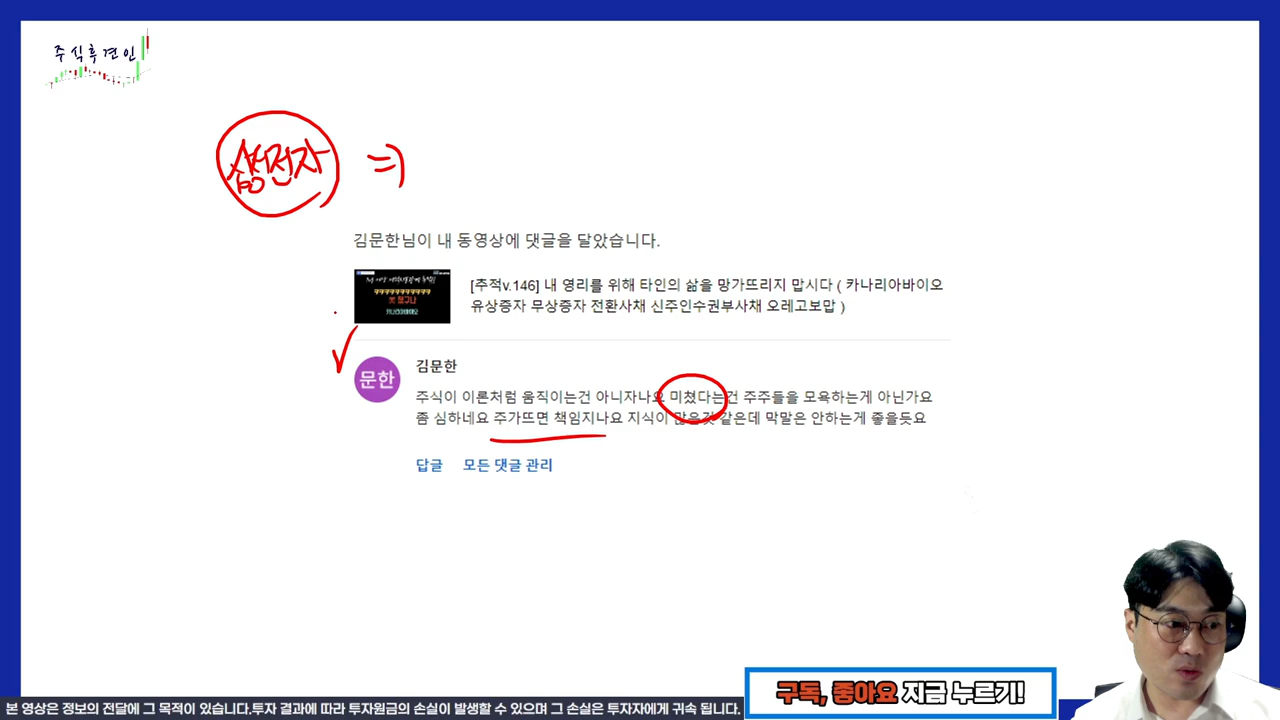 주식후견인
삼성전자 =>
김문한님이 내 동영상에 댓글을 달았습니다.
[추적v.146] 내 영리를 위해 타인의 삶을 망가뜨리지 맙시다 ( 카나리아바이오
유상증자 무상증자 전환사채 신주인수권부사채 오레고보맙 )
김문한
문한
주식이 이론처럼 움직이는건 아니자나요 미쳤다는건 주주들을 모욕하는게 아닌가요
좀 심하네요 주가뜨면 책임지나요 지식이 많은것 같은데 막말은 안하는게 좋을듯요
답글 모든 댓글 관리
구독, 좋아요 지금 누르기!
본 영상은 정보의 전달에 그 목적이 있습니다.투자 결과에 따라 투자원금의 손실이 발생할 수 있으며 그 손실은 투자자에게 귀속 됩니다.